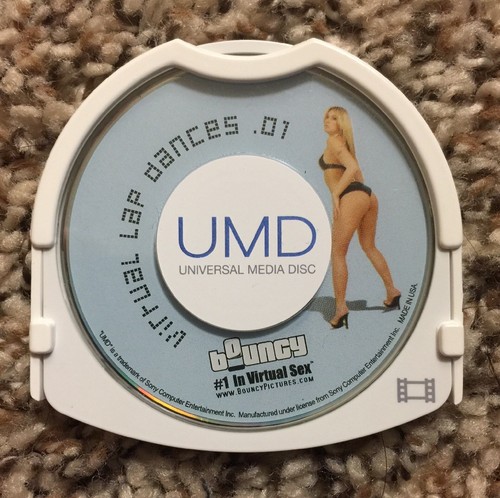 Virtual Lap Dances .01
UMD
UNIVERSAL MEDIA DISC
bouncy
#1 In Virtual Sex™
www.BouncyPictures.com
"UMD" is a trademark of Sony Computer Entertainment Inc. Manufactured under license from Sony Computer Entertainment Inc. MADE IN USA